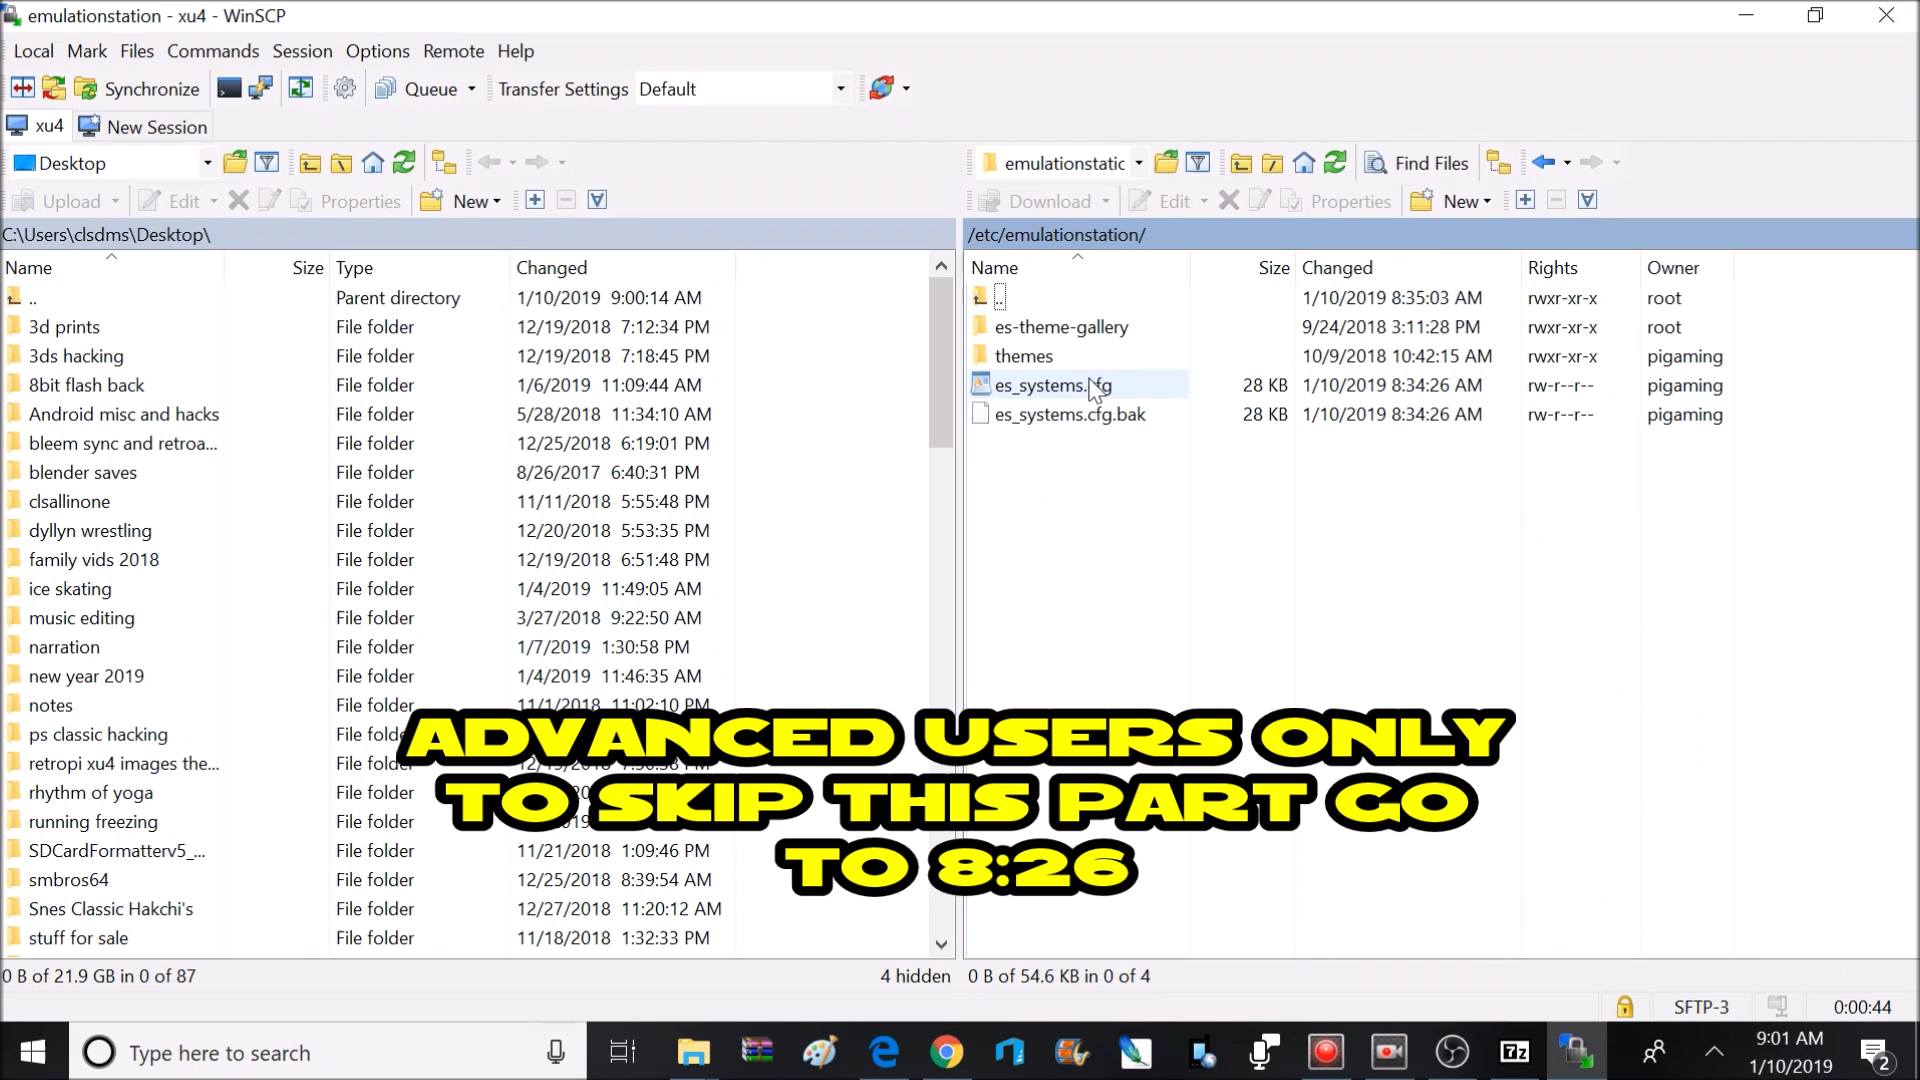 emulationstation - xu4 - WinSCP
Local Mark Files Commands Session Options Remote Help
Synchronize Queue Transfer Settings Default
xu4 New Session
Desktop
emulationstatic Find Files
Upload Edit Properties New
Download Edit Properties New
C:\Users\clsdms\Desktop\
/etc/emulationstation/
Name Size Type Changed
.. Parent directory 1/10/2019 9:00:14 AM
3d prints File folder 12/19/2018 7:12:34 PM
3ds hacking File folder 12/19/2018 7:18:45 PM
8bit flash back File folder 1/6/2019 11:09:44 AM
Android misc and hacks File folder 5/28/2018 11:34:10 AM
bleem sync and retroa... File folder 12/25/2018 6:19:01 PM
blender saves File folder 8/26/2017 6:40:31 PM
clsallinone File folder 11/11/2018 5:55:48 PM
dyllyn wrestling File folder 12/20/2018 5:53:35 PM
family vids 2018 File folder 12/19/2018 6:51:48 PM
ice skating File folder 1/4/2019 11:49:05 AM
music editing File folder 3/27/2018 9:22:50 AM
narration File folder 1/7/2019 1:30:58 PM
new year 2019 File folder 1/4/2019 11:46:35 AM
notes File folder 11/1/2018 11:02:10 PM
ps classic hacking
retropi xu4 images the...
rhythm of yoga
running freezing
SDCardFormatterv5_... File folder 11/21/2018 1:09:46 PM
smbros64 File folder 12/25/2018 8:39:54 AM
Snes Classic Hakchi's File folder 12/27/2018 11:20:12 AM
stuff for sale File folder 11/18/2018 1:32:33 PM
Name Size Changed Rights Owner
.. 1/10/2019 8:35:03 AM rwxr-xr-x root
es-theme-gallery 9/24/2018 3:11:28 PM rwxr-xr-x root
themes 10/9/2018 10:42:15 AM rwxr-xr-x pigaming
es_systems.cfg 28 KB 1/10/2019 8:34:26 AM rw-r--r-- pigaming
es_systems.cfg.bak 28 KB 1/10/2019 8:34:26 AM rw-r--r-- pigaming
ADVANCED USERS ONLY
TO SKIP THIS PART GO
TO 8:26
0 B of 21.9 GB in 0 of 87 4 hidden
0 B of 54.6 KB in 0 of 4
SFTP-3 0:00:44
Type here to search
7z
9:01 AM
1/10/2019
2